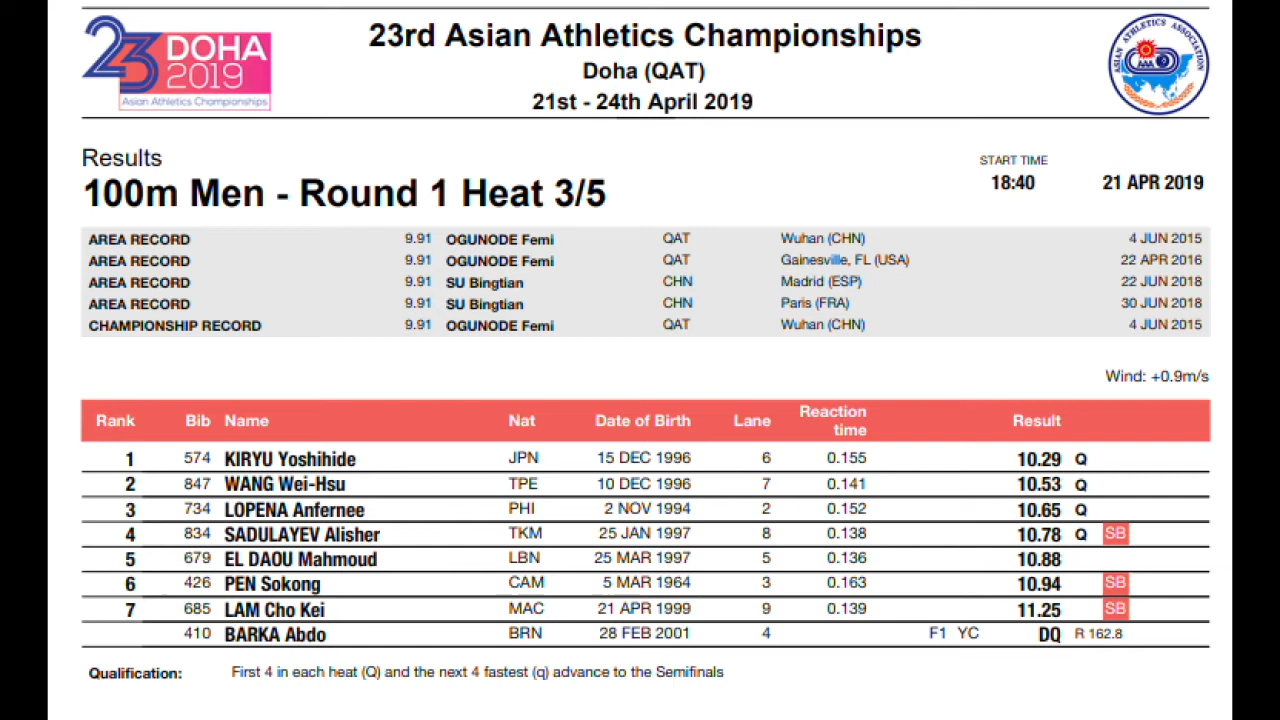 23 DOHA 2019
Asian Athletics Championships
23rd Asian Athletics Championships
Doha (QAT)
21st - 24th April 2019
ASIAN ATHLETICS ASSOCIATION
Results
100m Men - Round 1 Heat 3/5
START TIME
18:40 21 APR 2019
AREA RECORD 9.91 OGUNODE Femi QAT Wuhan (CHN) 4 JUN 2015
AREA RECORD 9.91 OGUNODE Femi QAT Gainesville, FL (USA) 22 APR 2016
AREA RECORD 9.91 SU Bingtian CHN Madrid (ESP) 22 JUN 2018
AREA RECORD 9.91 SU Bingtian CHN Paris (FRA) 30 JUN 2018
CHAMPIONSHIP RECORD 9.91 OGUNODE Femi QAT Wuhan (CHN) 4 JUN 2015
Wind: +0.9m/s
Rank Bib Name Nat Date of Birth Lane Reaction time Result
1 574 KIRYU Yoshihide JPN 15 DEC 1996 6 0.155 10.29 Q
2 847 WANG Wei-Hsu TPE 10 DEC 1996 7 0.141 10.53 Q
3 734 LOPENA Anfernee PHI 2 NOV 1994 2 0.152 10.65 Q
4 834 SADULAYEV Alisher TKM 25 JAN 1997 8 0.138 10.78 Q SB
5 679 EL DAOU Mahmoud LBN 25 MAR 1997 5 0.136 10.88
6 426 PEN Sokong CAM 5 MAR 1964 3 0.163 10.94 SB
7 685 LAM Cho Kei MAC 21 APR 1999 9 0.139 11.25 SB
410 BARKA Abdo BRN 28 FEB 2001 4 F1 YC DQ R 162.8
Qualification: First 4 in each heat (Q) and the next 4 fastest (q) advance to the Semifinals